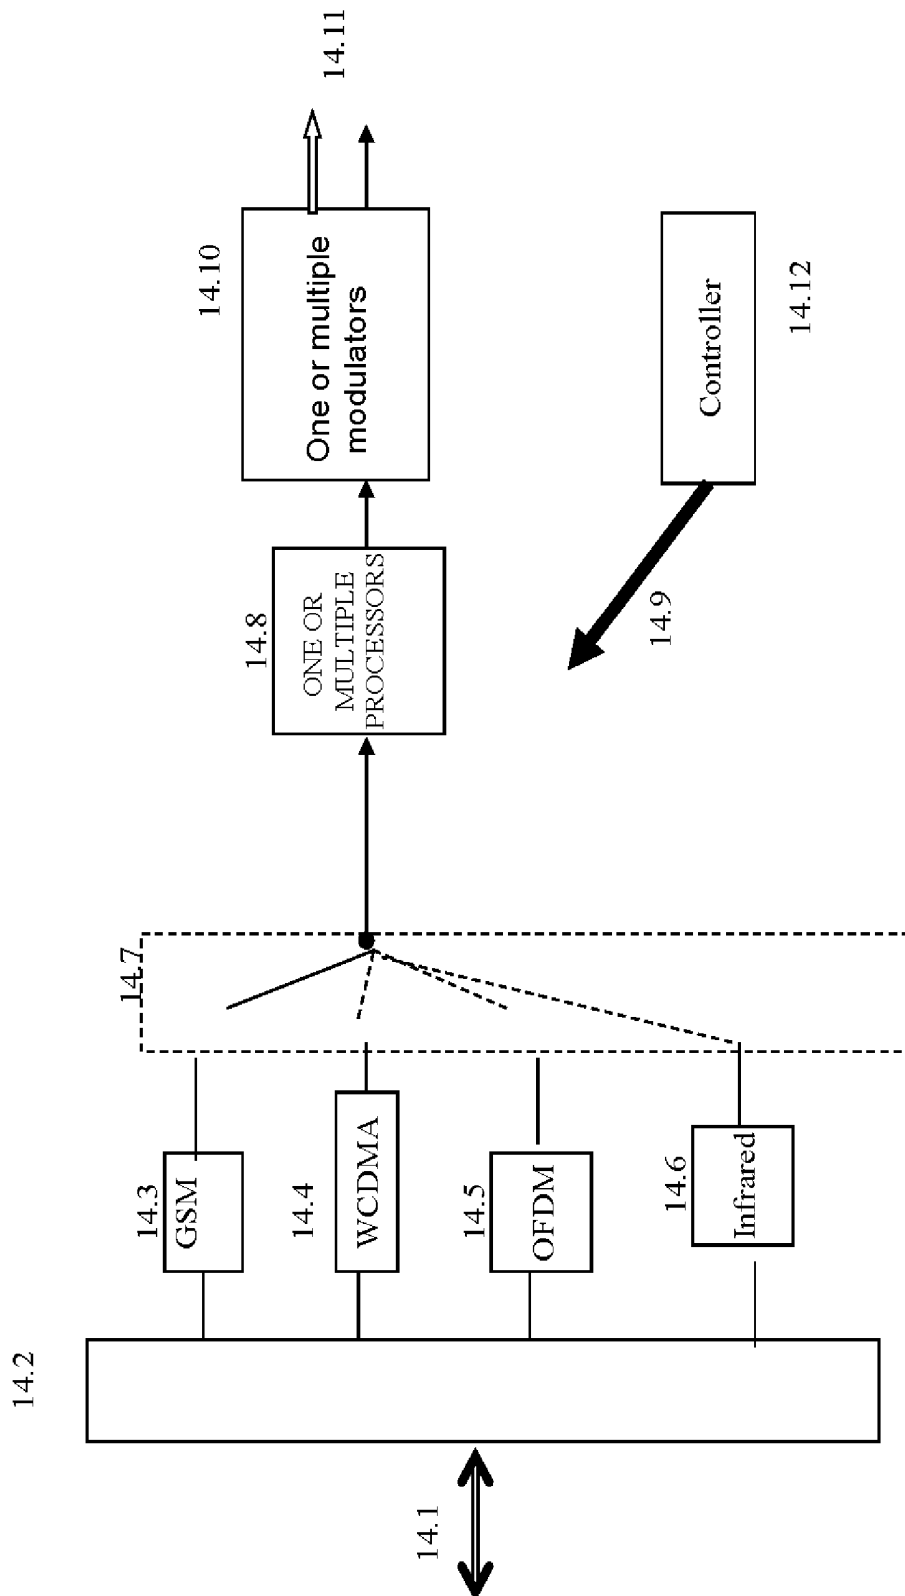 14.1
14.2
14.3
GSM
14.4
WCDMA
14.5
OFDM
14.6
Infrared
14.7
14.8
ONE OR
MULTIPLE
PROCESSORS
14.9
14.10
One or multiple
modulators
14.11
Controller
14.12